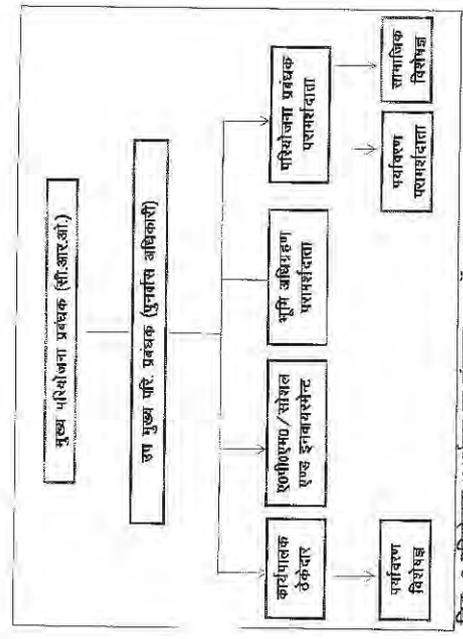 मुख्य परियोजना प्रबंधक (सी.आर.ओ.)
उप मुख्य परि. प्रबंधक (पुनर्वास अधिकारी)
कार्यपालक
ठेकेदार
ए०पी०एम०/सोशल
एण्ड इनवायरमेन्ट
भूमि अधिग्रहण
परामर्शदाता
परियोजना प्रबंधक
परामर्शदाता
पर्यावरण
विशेषज्ञ
पर्यावरण
परामर्शदाता
सामाजिक
विशेषज्ञ